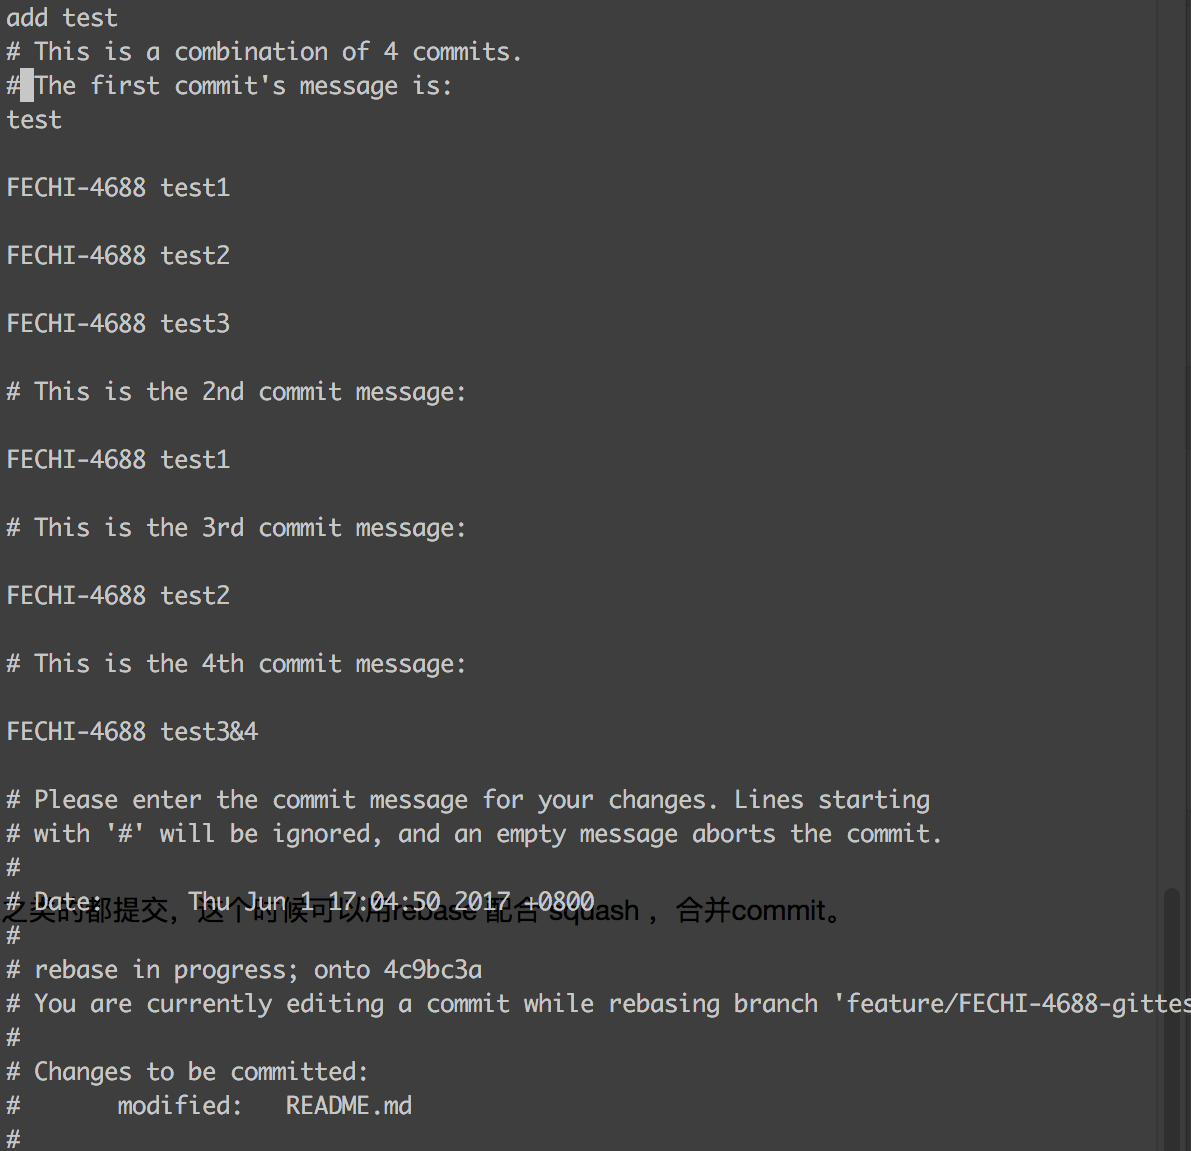 add test
# This is a combination of 4 commits.
# The first commit's message is:
test
FECHI-4688 test1
FECHI-4688 test2
FECHI-4688 test3
# This is the 2nd commit message:
FECHI-4688 test1
# This is the 3rd commit message:
FECHI-4688 test2
# This is the 4th commit message:
FECHI-4688 test3&4
# Please enter the commit message for your changes. Lines starting
# with '#' will be ignored, and an empty message aborts the commit.
#
# Date:      Thu Jun 1 17:04:50 2017 +0800
之类的都提交，这个时候可以用rebase 配合 squash ，合并commit。
#
# rebase in progress; onto 4c9bc3a
# You are currently editing a commit while rebasing branch 'feature/FECHI-4688-gittes
#
# Changes to be committed:
#       modified:   README.md
#